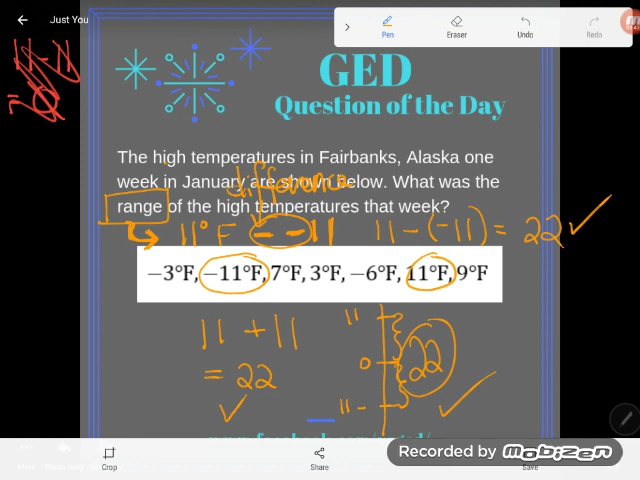 Just You
Pen
Eraser
Undo
Redo
GED
Question of the Day
The high temperatures in Fairbanks, Alaska one
week in January are shown below. What was the
range of the high temperatures that week?
difference
11° F - - 11
11 - (-11) = 22
−3°F, −11°F, 7°F, 3°F, −6°F, 11°F, 9°F
11 + 11
= 22
11
0
22
11 -
Crop
Share
Save
Recorded by mobizen